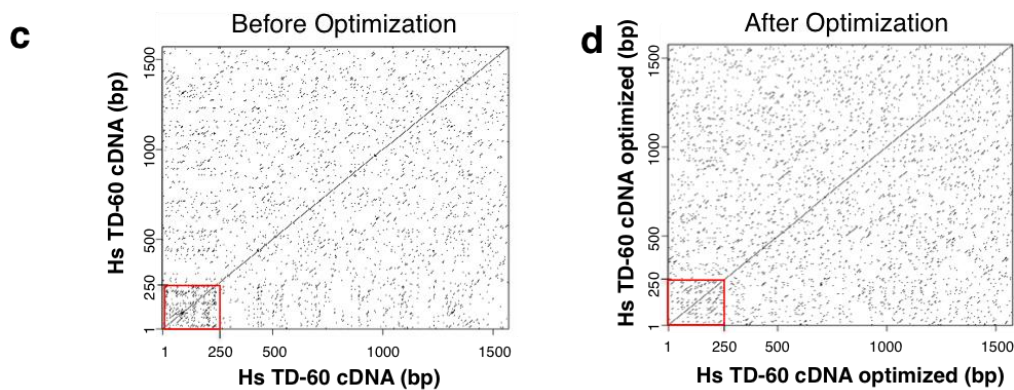 c
Before Optimization
Hs TD-60 cDNA (bp)
1500
1000
500
250
1
1 250 500 1000 1500
Hs TD-60 cDNA (bp)
d
After Optimization
Hs TD-60 cDNA optimized (bp)
1500
1000
500
250
1
1 250 500 1000 1500
Hs TD-60 cDNA optimized (bp)